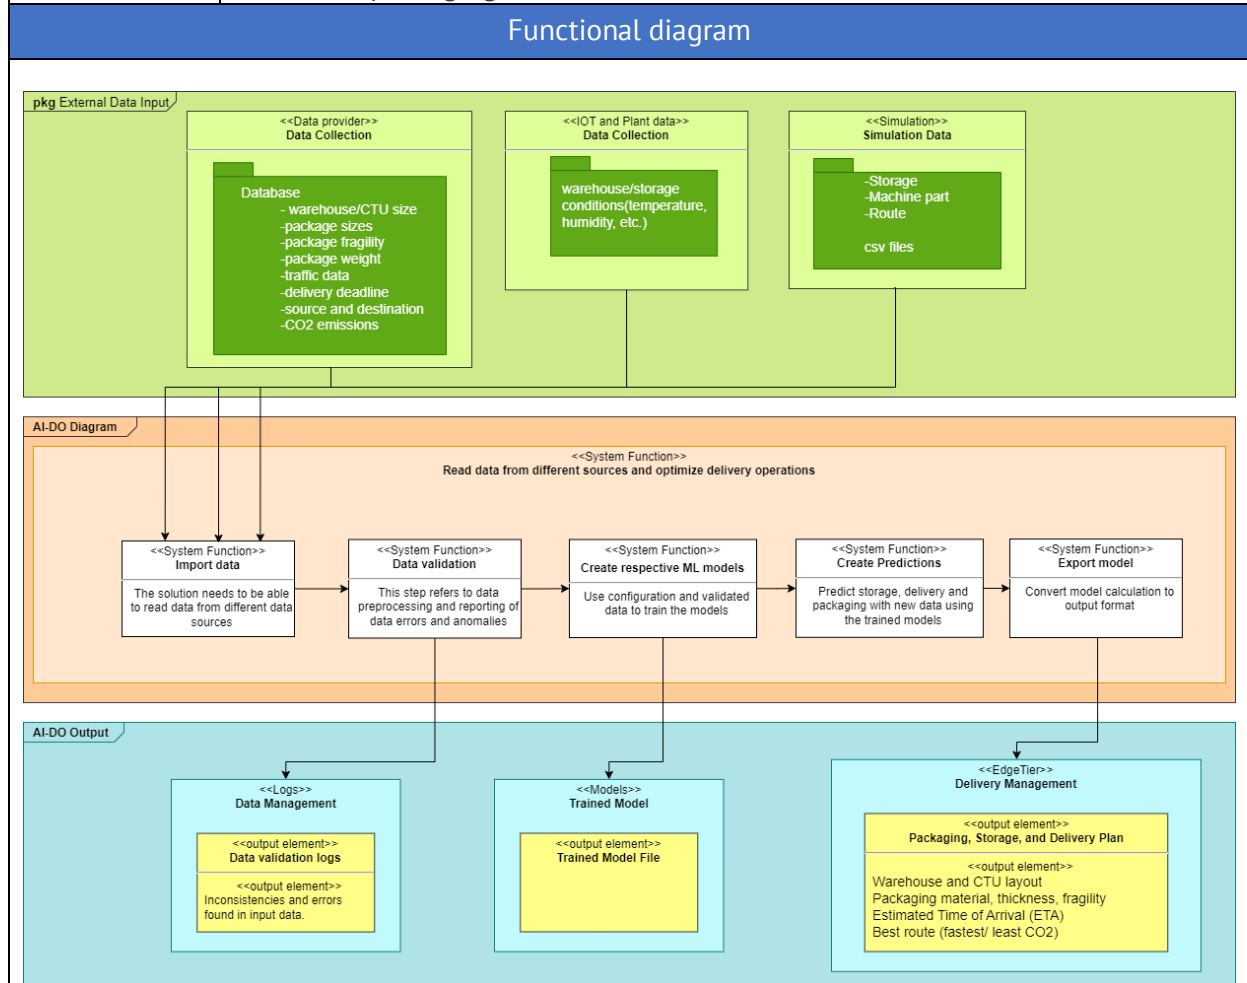 Functional diagram
pkg External Data Input
<<Data provider>>
Data Collection
Database
- warehouse/CTU size
-package sizes
-package fragility
-package weight
-traffic data
-delivery deadline
-source and destination
-CO2 emissions
<<IOT and Plant data>>
Data Collection
warehouse/storage
conditions(temperature,
humidity, etc.)
<<Simulation>>
Simulation Data
-Storage
-Machine part
-Route
csv files
AI-DO Diagram
<<System Function>>
Read data from different sources and optimize delivery operations
<<System Function>>
Import data
The solution needs to be able
to read data from different data
sources
<<System Function>>
Data validation
This step refers to data
preprocessing and reporting of
data errors and anomalies
<<System Function>>
Create respective ML models
Use configuration and validated
data to train the models
<<System Function>>
Create Predictions
Predict storage, delivery and
packaging with new data using
the trained models
<<System Function>>
Export model
Convert model calculation to
output format
AI-DO Output
<<Logs>>
Data Management
<<output element>>
Data validation logs
<<output element>>
Inconsistencies and errors
found in input data.
<<Models>>
Trained Model
<<output element>>
Trained Model File
<<EdgeTier>>
Delivery Management
<<output element>>
Packaging, Storage, and Delivery Plan
<<output element>>
Warehouse and CTU layout
Packaging material, thickness, fragility
Estimated Time of Arrival (ETA)
Best route (fastest/ least CO2)